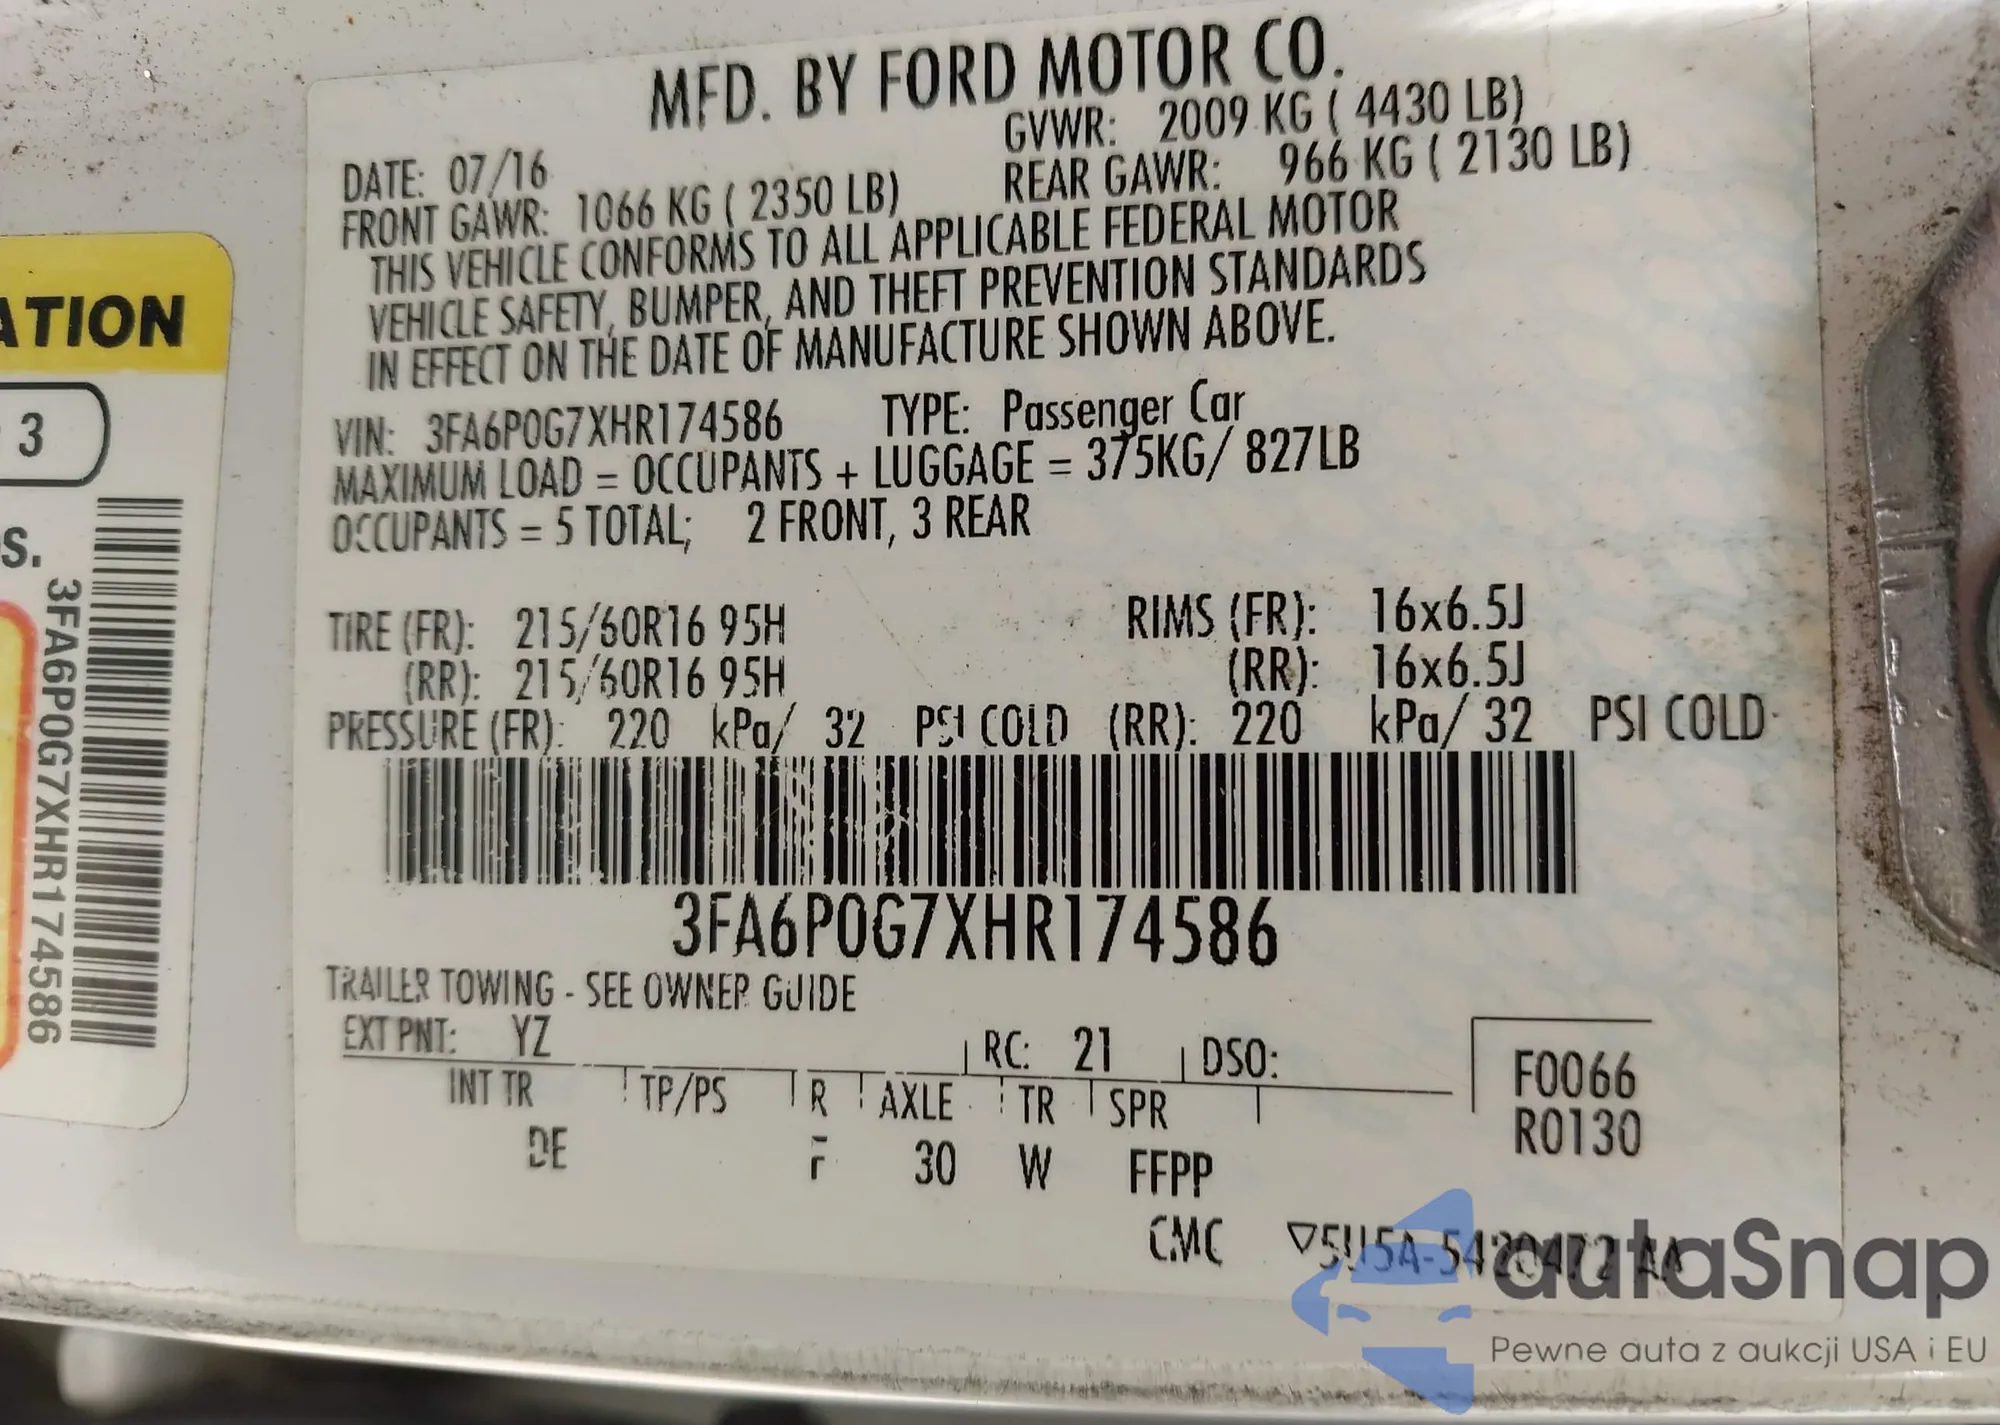 MFD. BY FORD MOTOR CO.
DATE: 07/16 GVWR: 2009 KG ( 4430 LB)
FRONT GAWR: 1066 KG ( 2350 LB) REAR GAWR: 966 KG ( 2130 LB)
THIS VEHICLE CONFORMS TO ALL APPLICABLE FEDERAL MOTOR
VEHICLE SAFETY, BUMPER, AND THEFT PREVENTION STANDARDS
IN EFFECT ON THE DATE OF MANUFACTURE SHOWN ABOVE.
VIN: 3FA6P0G7XHR174586 TYPE: Passenger Car
MAXIMUM LOAD = OCCUPANTS + LUGGAGE = 375KG/ 827LB
OCCUPANTS = 5 TOTAL; 2 FRONT, 3 REAR
TIRE (FR): 215/60R16 95H RIMS (FR): 16x6.5J
(RR): 215/60R16 95H (RR): 16x6.5J
PRESSURE (FR): 220 kPa/ 32 PSI COLD (RR): 220 kPa/ 32 PSI COLD
3FA6P0G7XHR174586
TRAILER TOWING - SEE OWNER GUIDE
EXT PNT: YZ RC: 21 DSO:
INT TR TP/PS R AXLE TR SPR
DE F 30 W FFPP
F0066
R0130
CMC
ATION
3
S.
3FA6P0G7XHR174586
autaSnap
Pewne auta z aukcji USA i EU